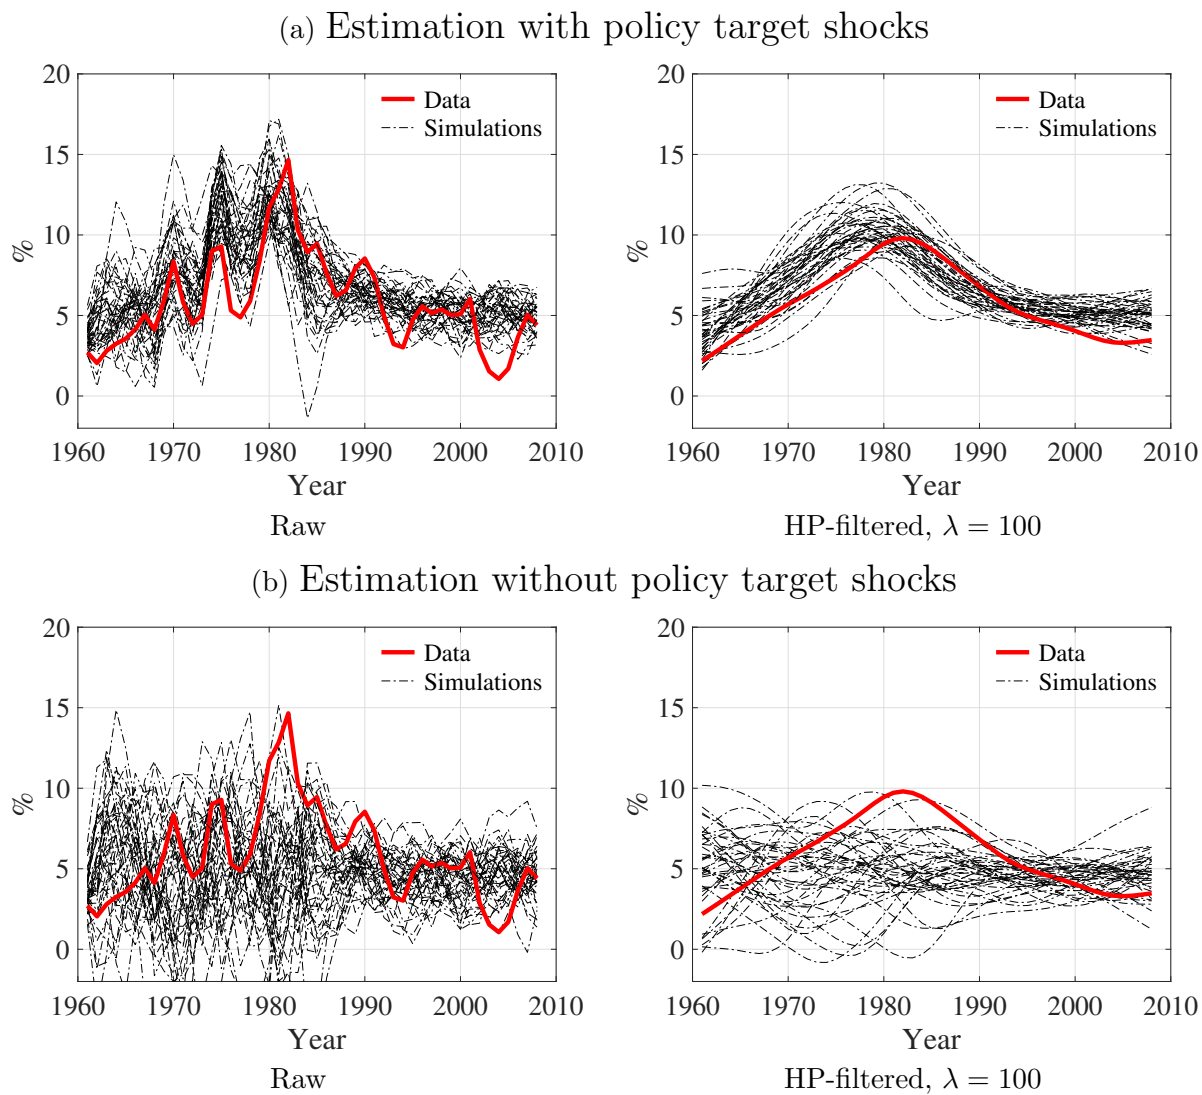 (a) Estimation with policy target shocks
20
15
10
5
0
%
Data
Simulations
1960 1970 1980 1990 2000 2010
Year
Raw
20
15
10
5
0
%
Data
Simulations
1960 1970 1980 1990 2000 2010
Year
HP-filtered, λ = 100
(b) Estimation without policy target shocks
20
15
10
5
0
%
Data
Simulations
1960 1970 1980 1990 2000 2010
Year
Raw
20
15
10
5
0
%
Data
Simulations
1960 1970 1980 1990 2000 2010
Year
HP-filtered, λ = 100